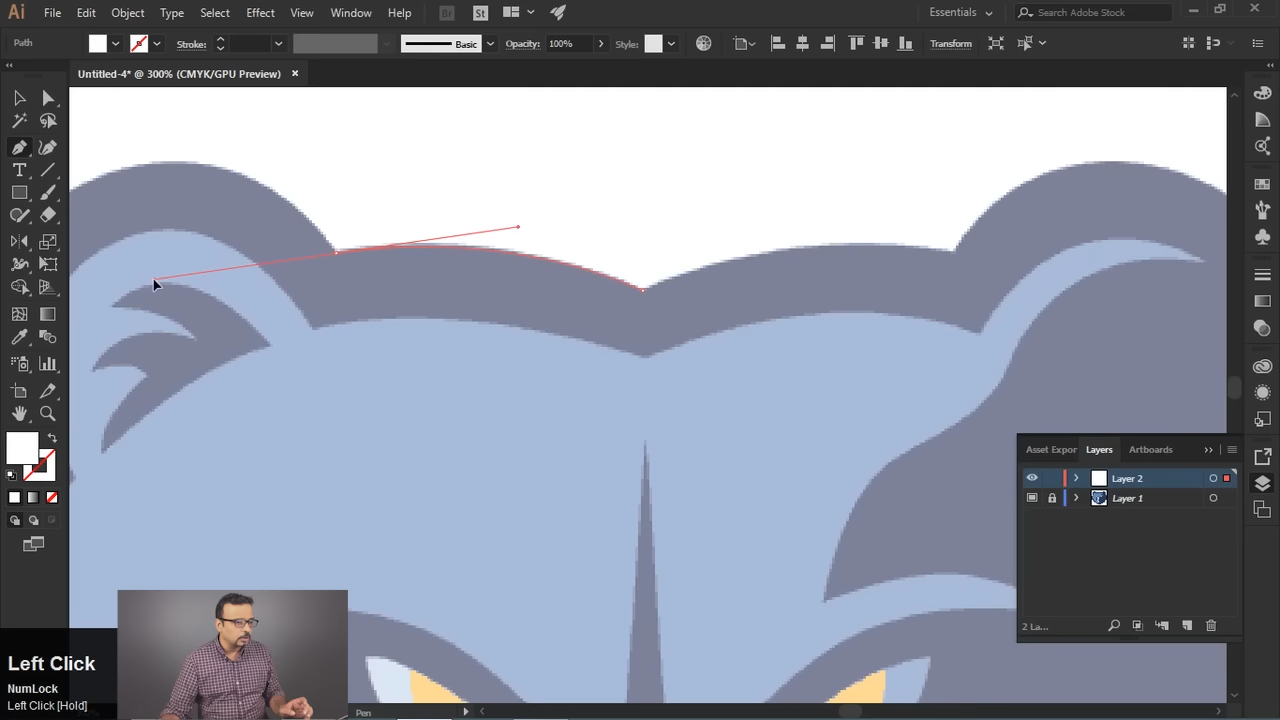 Ai File Edit Object Type Select Effect View Window Help Br St Essentials Search Adobe Stock
Path Stroke: Basic Opacity: 100% Style: Transform
Untitled-4* @ 300% (CMYK/GPU Preview) ×
Asset Expor Layers Artboards
Layer 2
Layer 1
2 La...
Left Click
NumLock
Left Click [Hold]
Pen